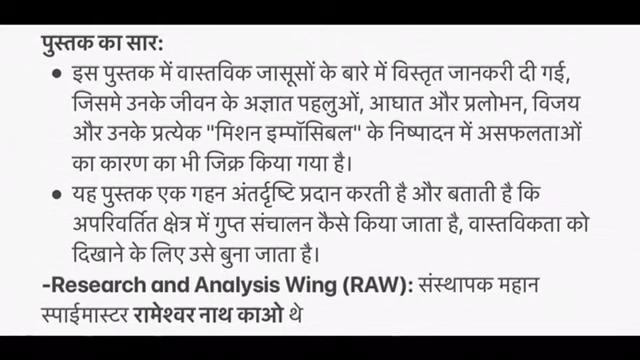 पुस्तक का सार:
• इस पुस्तक में वास्तविक जासूसों के बारे में विस्तृत जानकरी दी गई,
जिसमे उनके जीवन के अज्ञात पहलुओं, आघात और प्रलोभन, विजय
और उनके प्रत्येक "मिशन इम्पॉसिबल" के निष्पादन में असफलताओं
का कारण का भी जिक्र किया गया है।
• यह पुस्तक एक गहन अंतर्दृष्टि प्रदान करती है और बताती है कि
अपरिवर्तित क्षेत्र में गुप्त संचालन कैसे किया जाता है, वास्तविकता को
दिखाने के लिए उसे बुना जाता है।
-Research and Analysis Wing (RAW): संस्थापक महान
स्पाईमास्टर रामेश्वर नाथ काओ थे